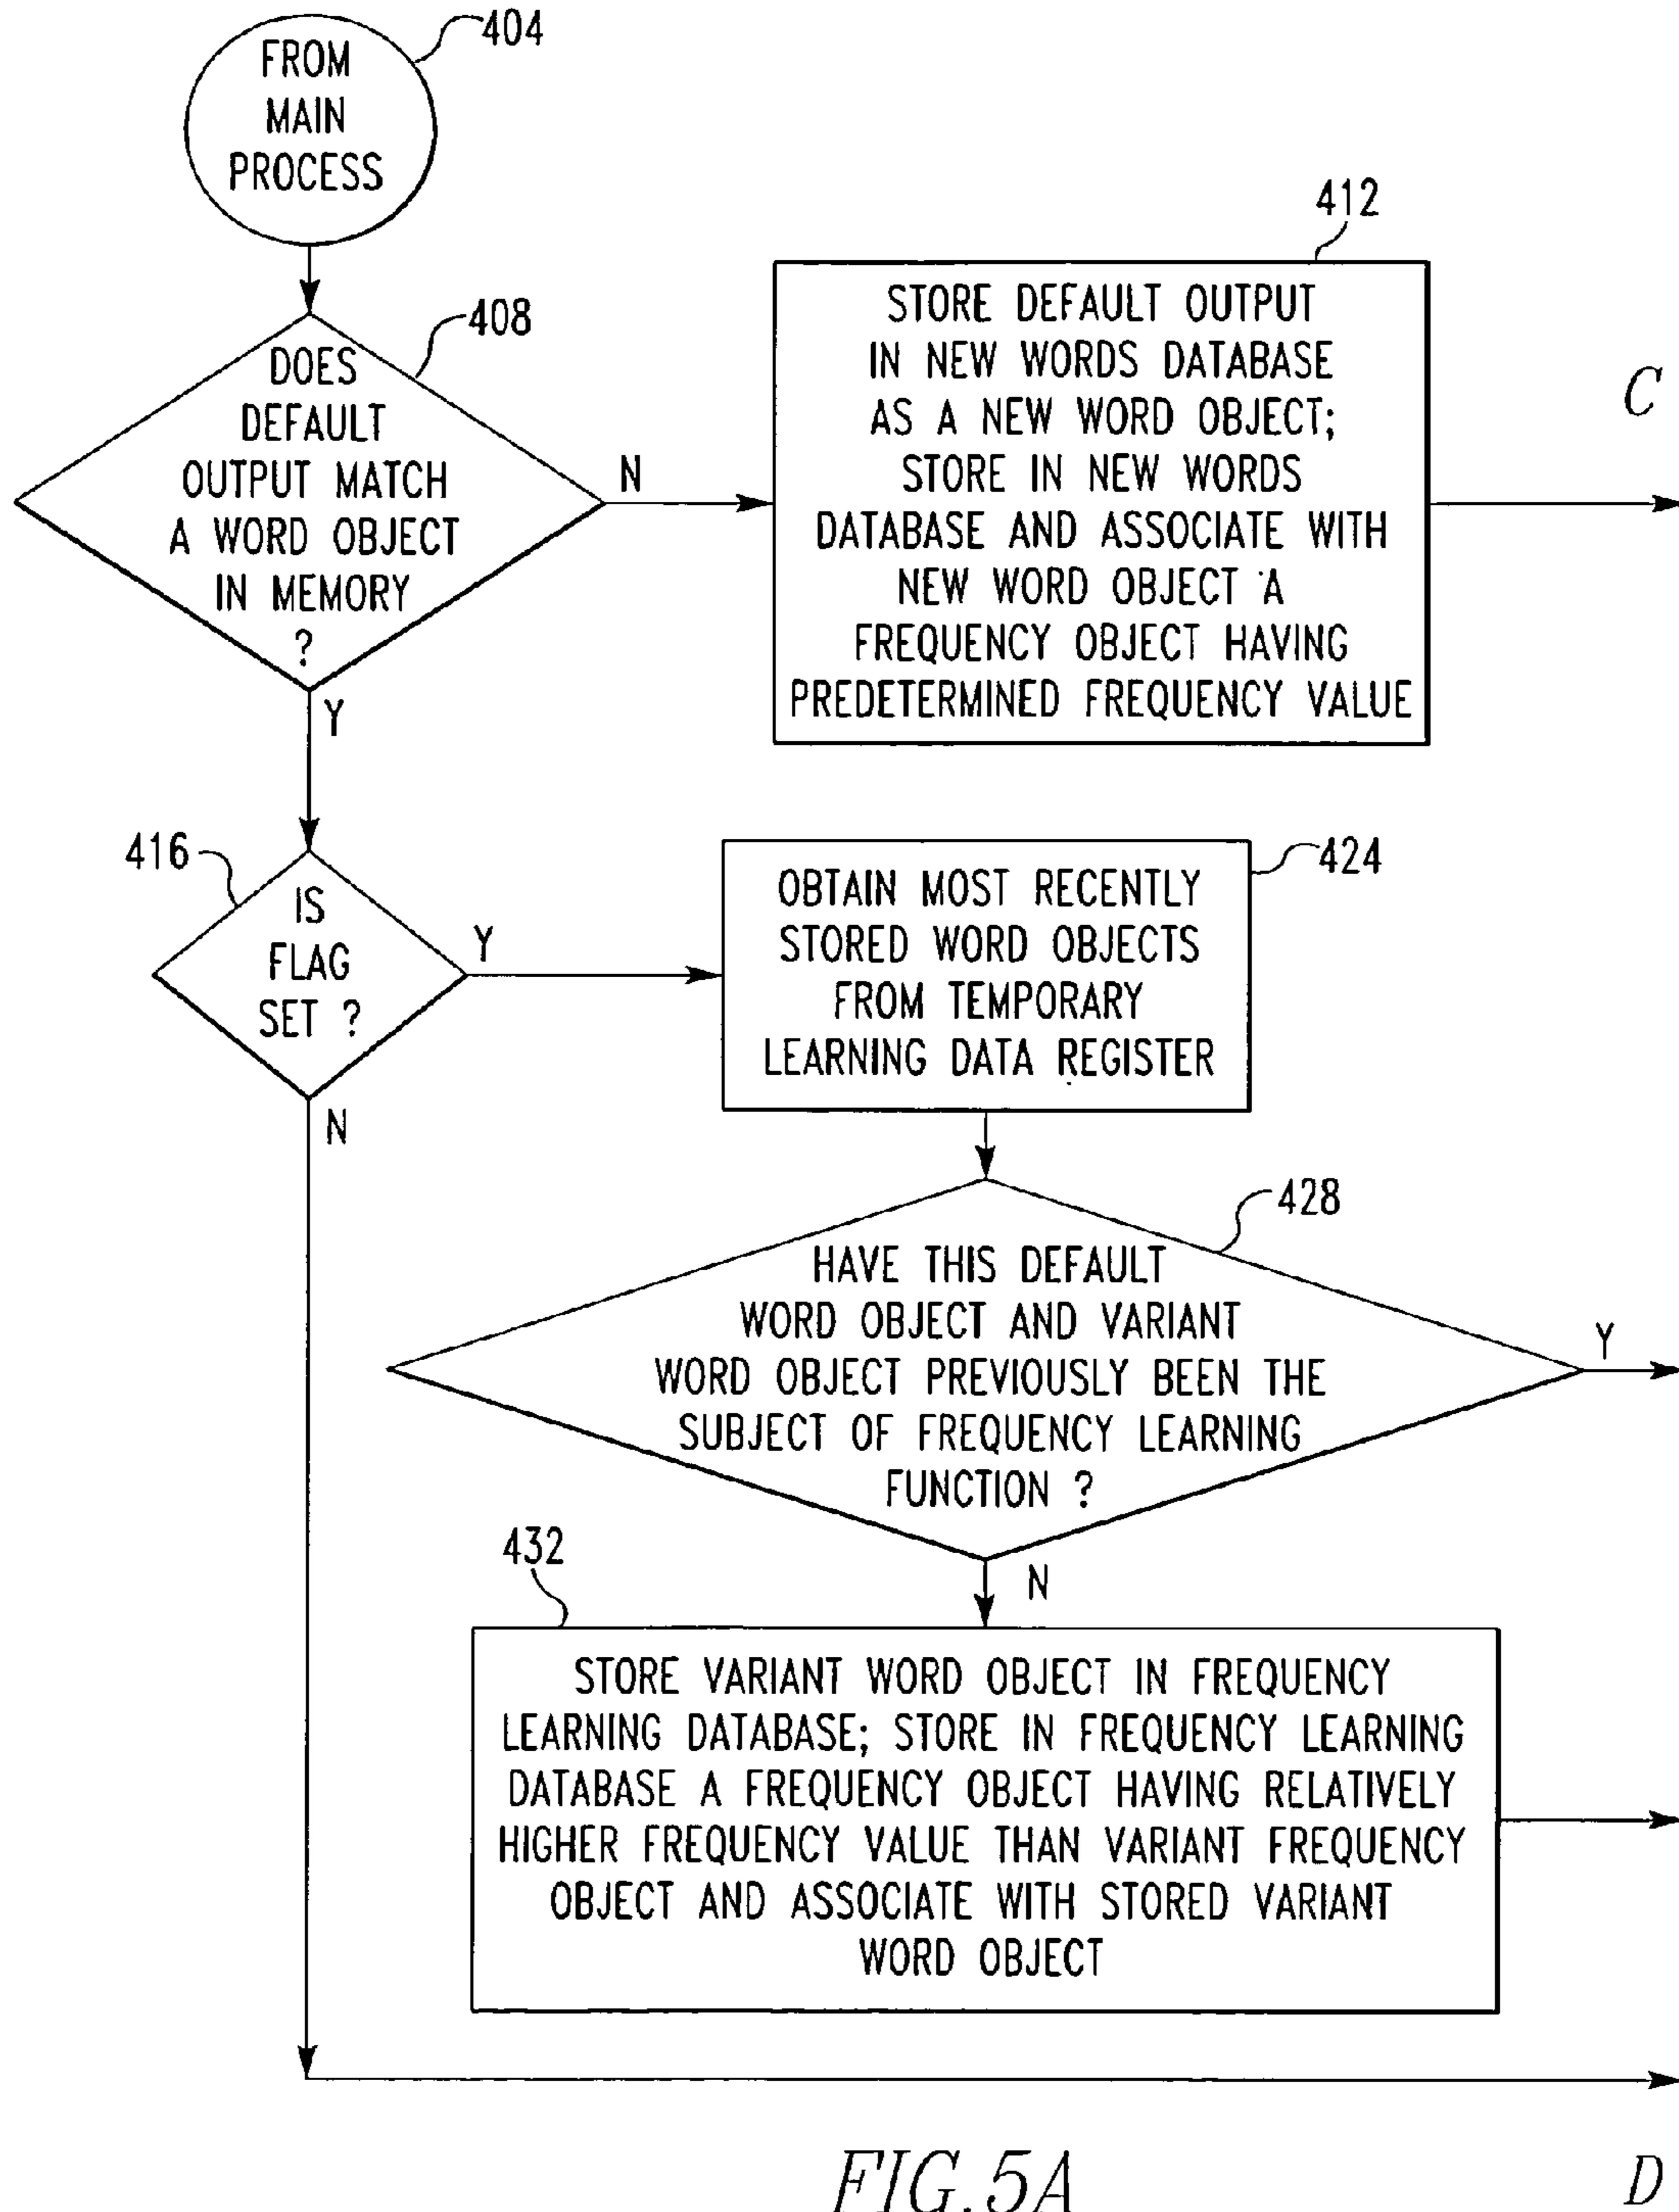 404
FROM
MAIN
PROCESS
408
DOES
DEFAULT
OUTPUT MATCH
A WORD OBJECT
IN MEMORY
?
N
Y
412
STORE DEFAULT OUTPUT
IN NEW WORDS DATABASE
AS A NEW WORD OBJECT;
STORE IN NEW WORDS
DATABASE AND ASSOCIATE WITH
NEW WORD OBJECT A
FREQUENCY OBJECT HAVING
PREDETERMINED FREQUENCY VALUE
C
416
IS
FLAG
SET ?
Y
N
424
OBTAIN MOST RECENTLY
STORED WORD OBJECTS
FROM TEMPORARY
LEARNING DATA REGISTER
428
HAVE THIS DEFAULT
WORD OBJECT AND VARIANT
WORD OBJECT PREVIOUSLY BEEN THE
SUBJECT OF FREQUENCY LEARNING
FUNCTION ?
Y
N
432
STORE VARIANT WORD OBJECT IN FREQUENCY
LEARNING DATABASE; STORE IN FREQUENCY LEARNING
DATABASE A FREQUENCY OBJECT HAVING RELATIVELY
HIGHER FREQUENCY VALUE THAN VARIANT FREQUENCY
OBJECT AND ASSOCIATE WITH STORED VARIANT
WORD OBJECT
FIG.5A
D